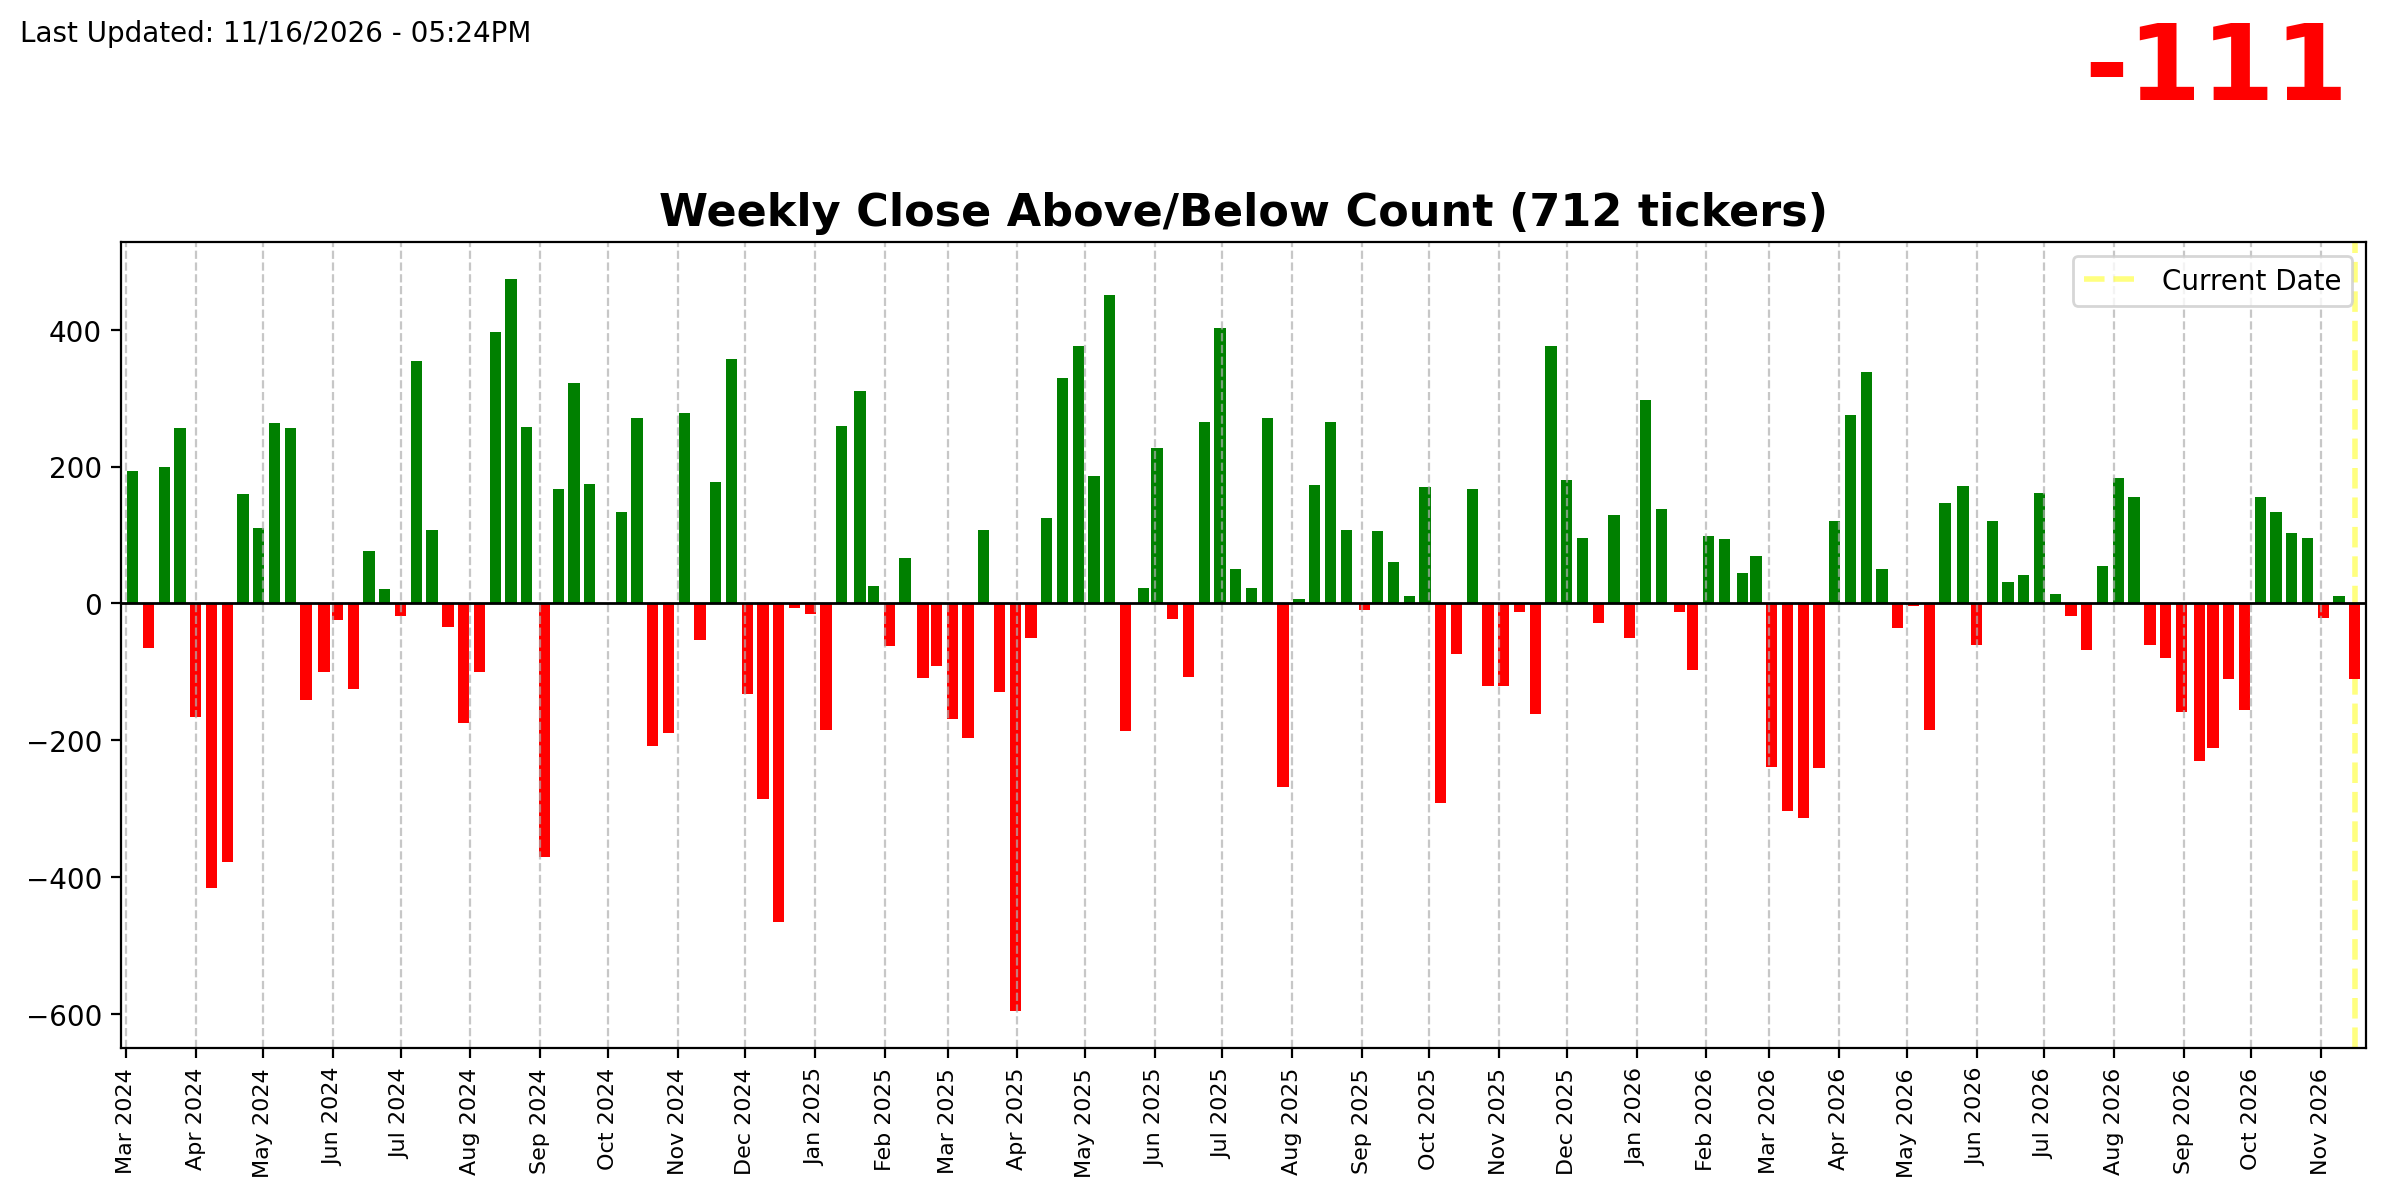 Last Updated: 11/16/2026 - 05:24PM
-111
Weekly Close Above/Below Count (712 tickers)
Current Date
400
200
0
−200
−400
−600
Mar 2024
Apr 2024
May 2024
Jun 2024
Jul 2024
Aug 2024
Sep 2024
Oct 2024
Nov 2024
Dec 2024
Jan 2025
Feb 2025
Mar 2025
Apr 2025
May 2025
Jun 2025
Jul 2025
Aug 2025
Sep 2025
Oct 2025
Nov 2025
Dec 2025
Jan 2026
Feb 2026
Mar 2026
Apr 2026
May 2026
Jun 2026
Jul 2026
Aug 2026
Sep 2026
Oct 2026
Nov 2026